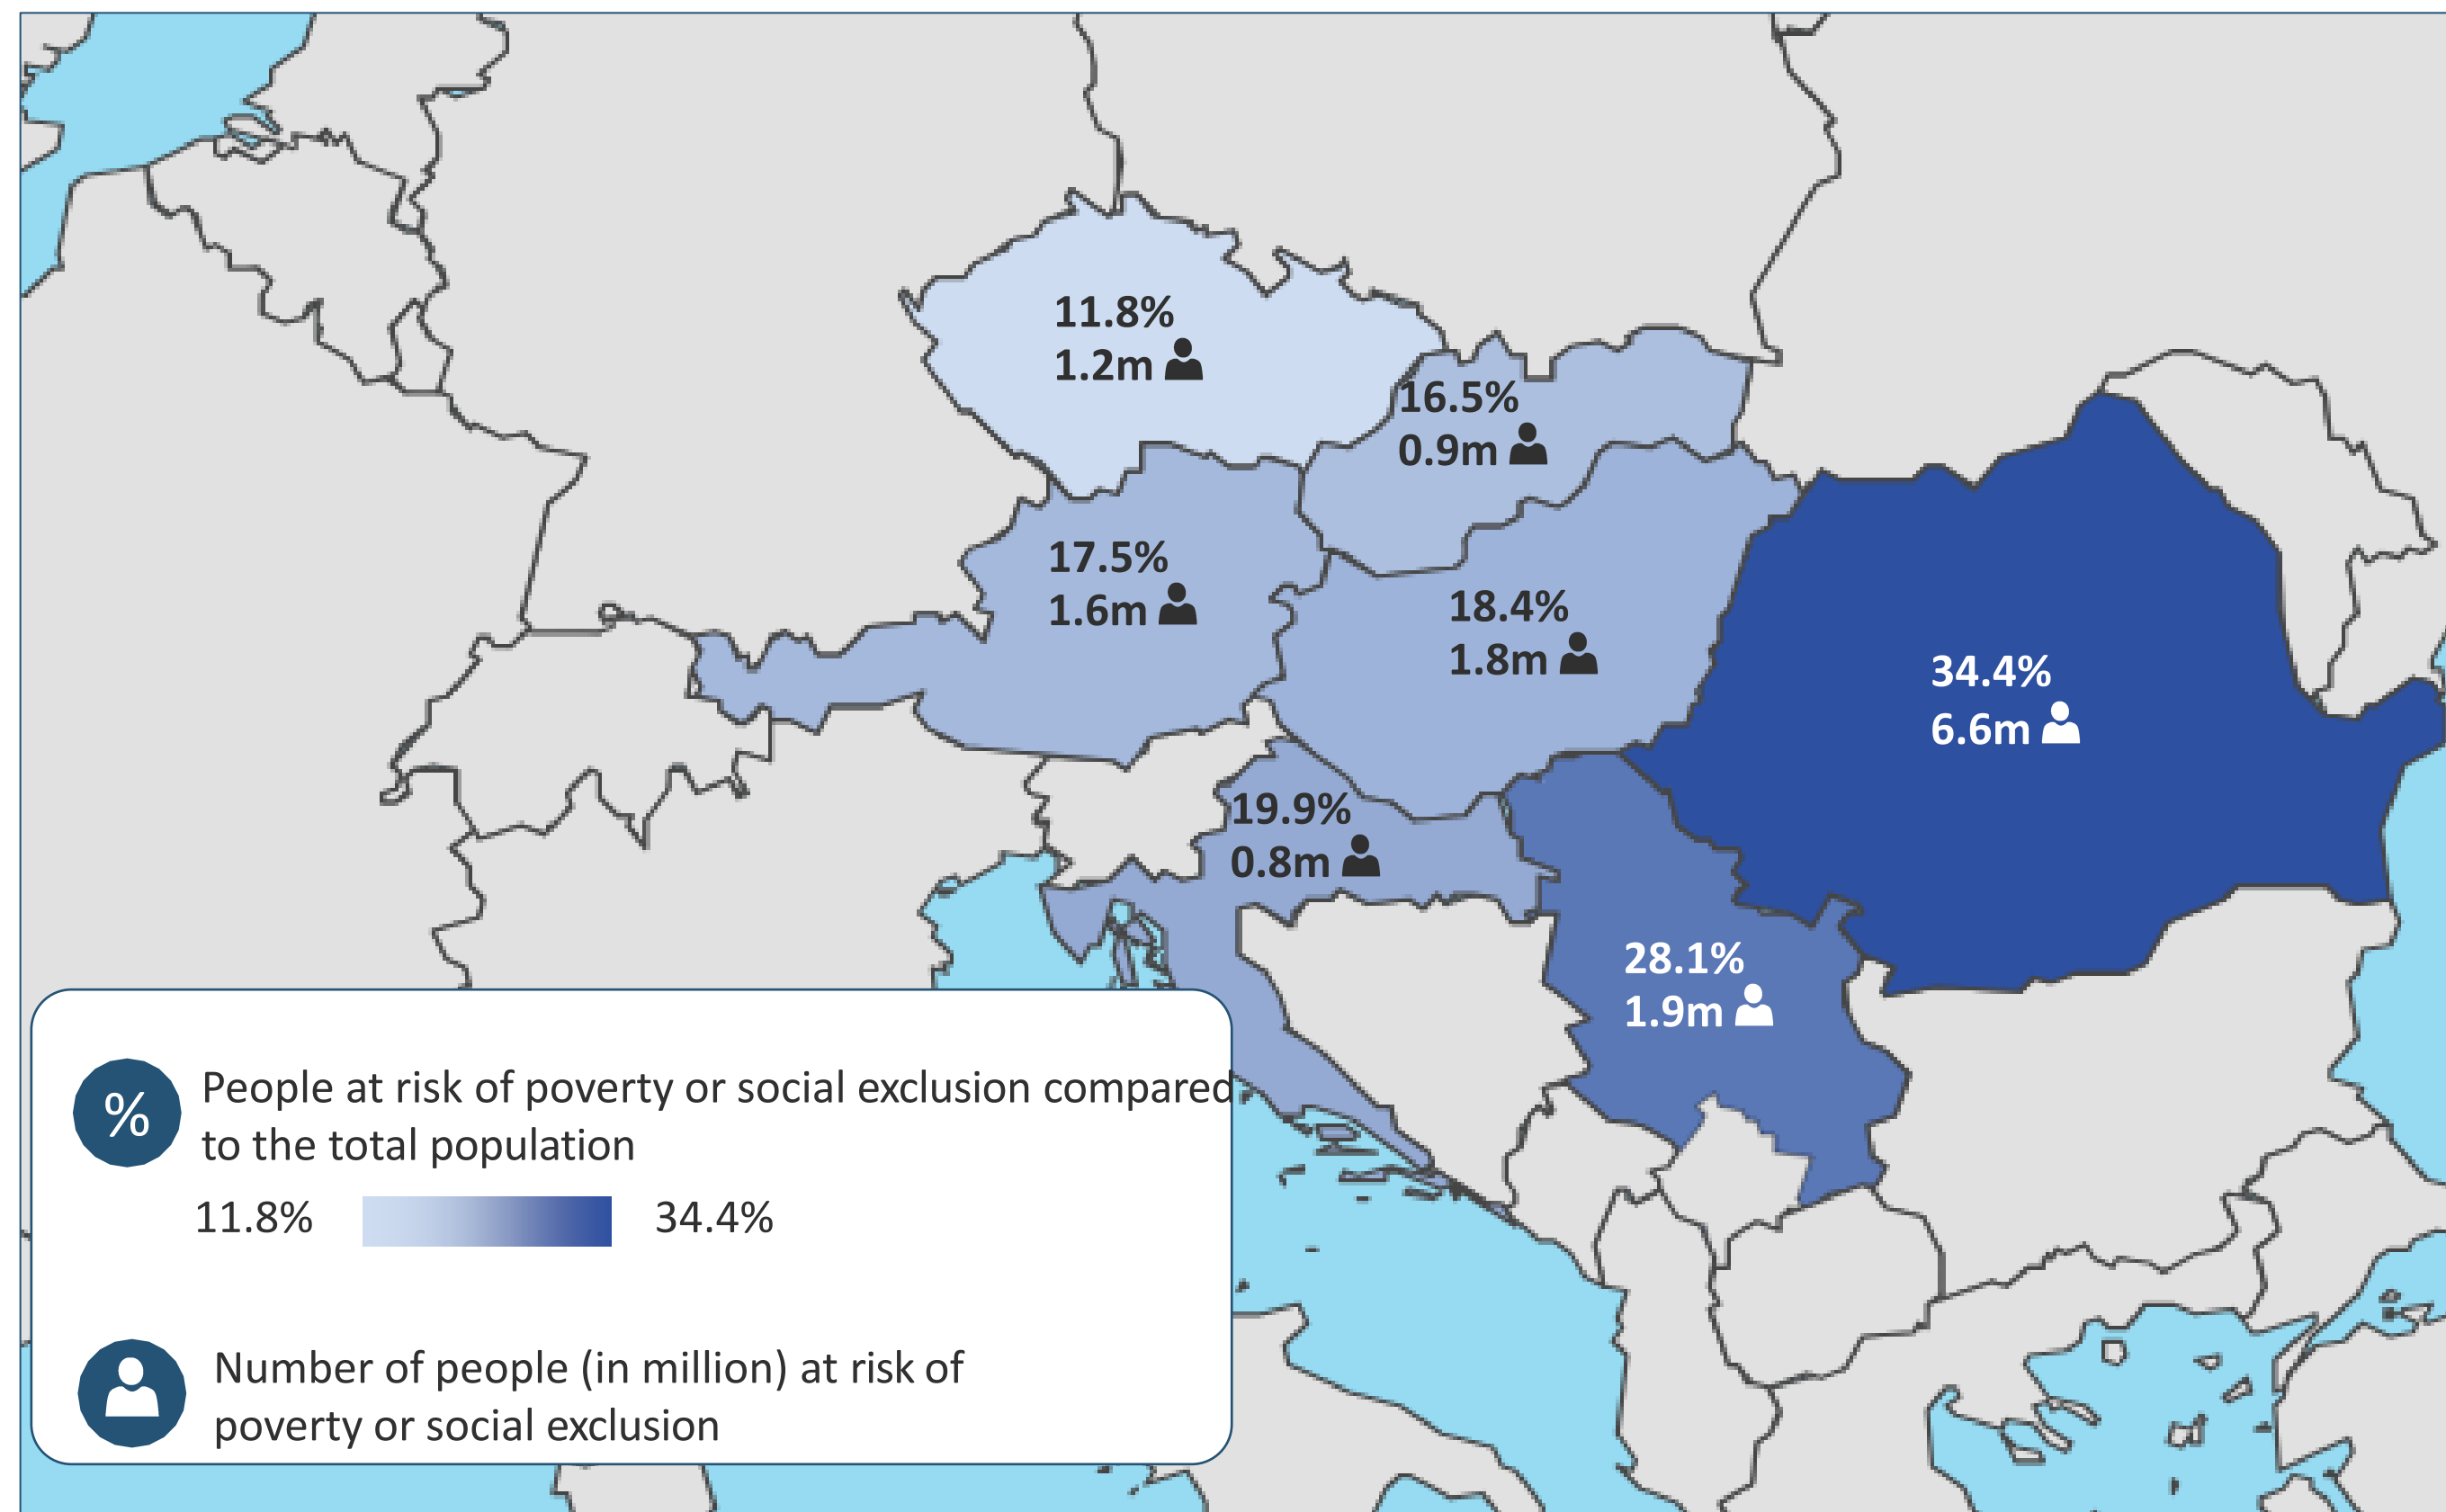 11.8%
1.2m
16.5%
0.9m
17.5%
1.6m
18.4%
1.8m
34.4%
6.6m
19.9%
0.8m
28.1%
1.9m
%
People at risk of poverty or social exclusion compared
to the total population
11.8%
34.4%
Number of people (in million) at risk of
poverty or social exclusion